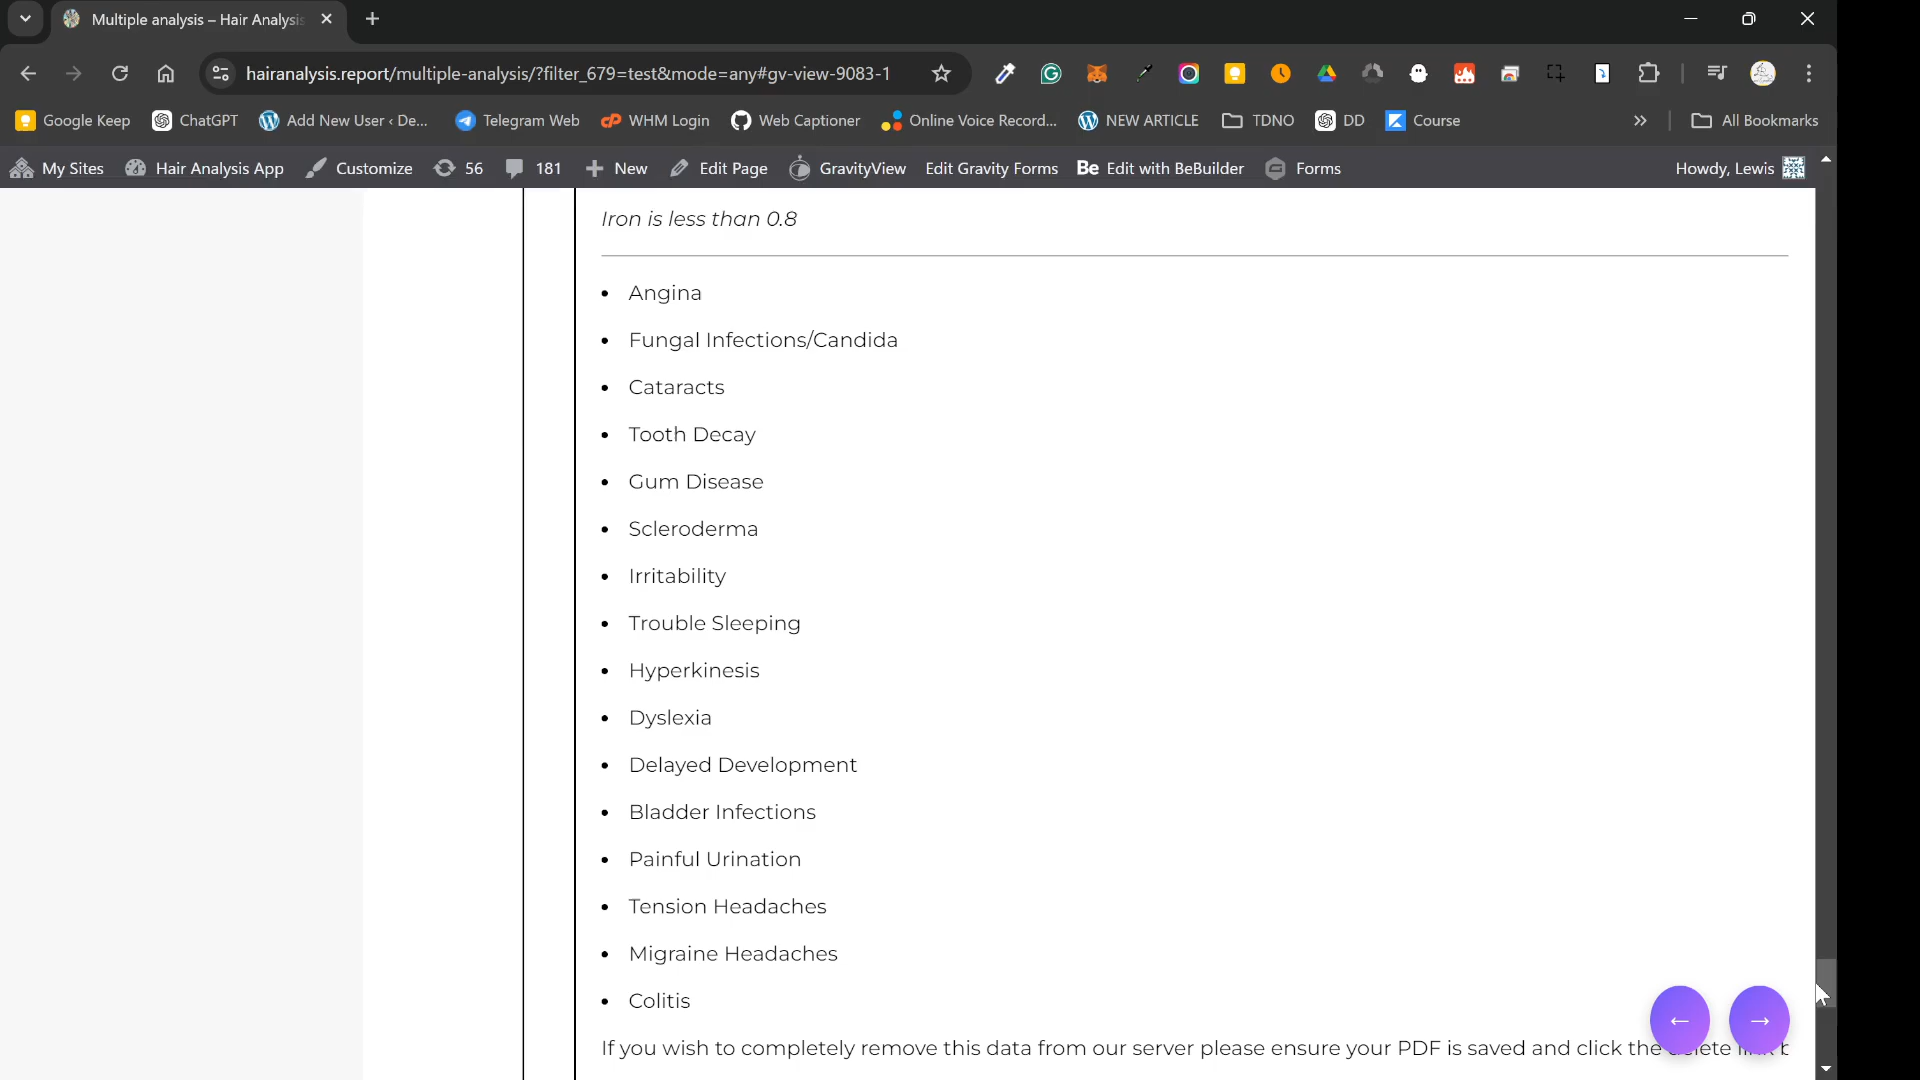 Multiple analysis – Hair Analysis
hairanalysis.report/multiple-analysis/?filter_679=test&mode=any#gv-view-9083-1
Google Keep
ChatGPT
Add New User ‹ De...
Telegram Web
WHM Login
Web Captioner
Online Voice Record...
NEW ARTICLE
TDNO
DD
Course
All Bookmarks
My Sites
Hair Analysis App
Customize
56
181
New
Edit Page
GravityView
Edit Gravity Forms
Be Edit with BeBuilder
Forms
Howdy, Lewis
Iron is less than 0.8
• Angina
• Fungal Infections/Candida
• Cataracts
• Tooth Decay
• Gum Disease
• Scleroderma
• Irritability
• Trouble Sleeping
• Hyperkinesis
• Dyslexia
• Delayed Development
• Bladder Infections
• Painful Urination
• Tension Headaches
• Migraine Headaches
• Colitis
If you wish to completely remove this data from our server please ensure your PDF is saved and click the delete link